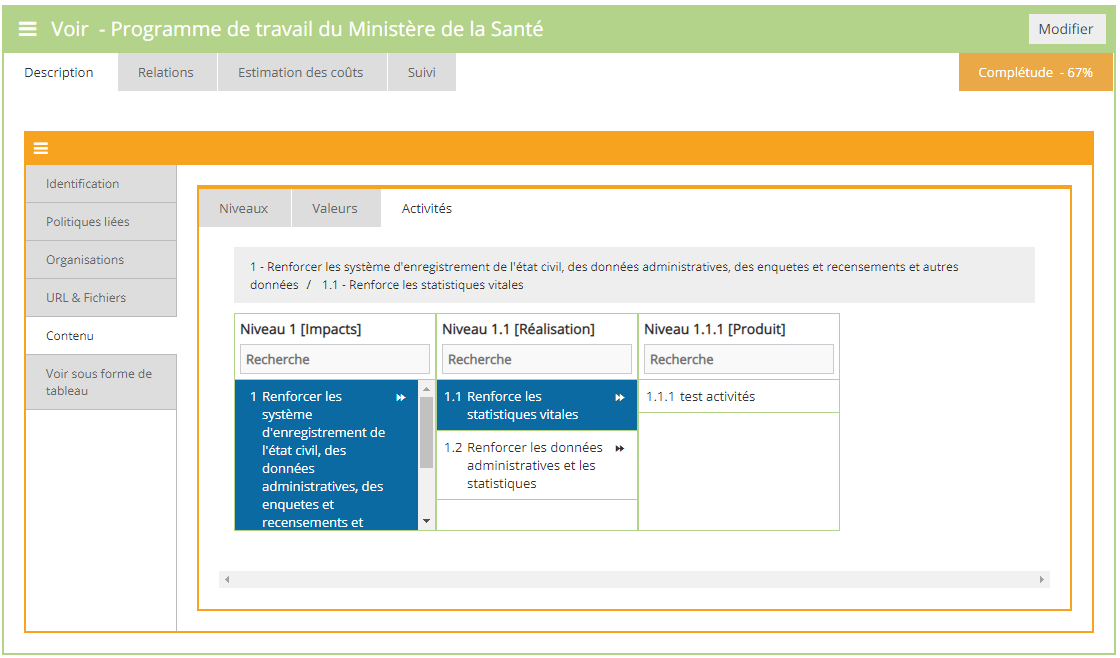 Voir - Programme de travail du Ministère de la Santé
Modifier
Description
Relations
Estimation des coûts
Suivi
Complétude - 67%
Identification
Politiques liées
Organisations
URL & Fichiers
Contenu
Voir sous forme de
tableau
Niveaux
Valeurs
Activités
1 - Renforcer les système d'enregistrement de l'état civil, des données administratives, des enquetes et recensements et autres
données / 1.1 - Renforce les statistiques vitales
Niveau 1 [Impacts]
Recherche
1 Renforcer les
système
d'enregistrement de
l'état civil, des
données
administratives, des
enquetes et
recensements et
Niveau 1.1 [Réalisation]
Recherche
1.1 Renforce les
statistiques vitales
1.2 Renforcer les données
administratives et les
statistiques
Niveau 1.1.1 [Produit]
Recherche
1.1.1 test activités